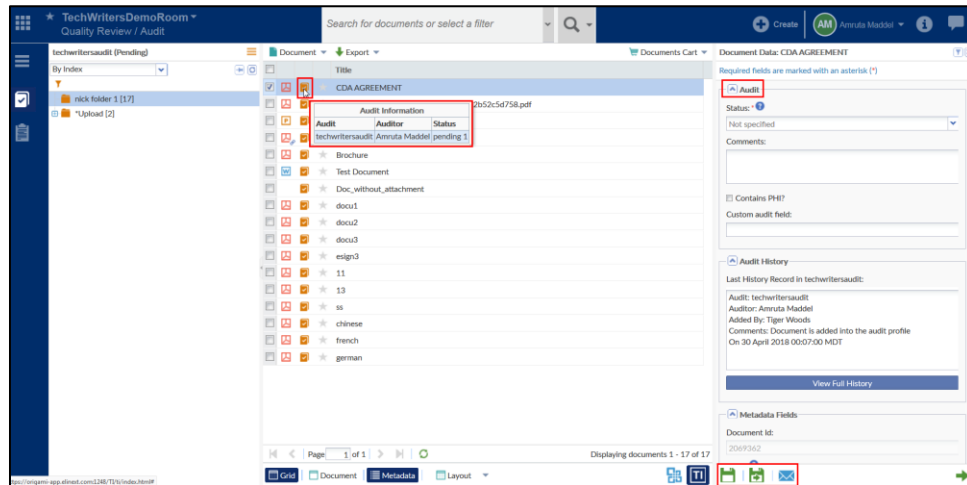 TechWritersDemoRoom
Quality Review / Audit
Search for documents or select a filter
Create
AM
Amruta Maddel
techwritersaudit (Pending)
By Index
nick folder 1 [17]
*Upload [2]
Document
Export
Documents Cart
Title
CDA AGREEMENT
2b52c5d758.pdf
Audit Information
Audit Auditor Status
techwritersaudit Amruta Maddel pending 1
Brochure
Test Document
Doc_without_attachment
docu1
docu2
docu3
esign3
11
13
ss
chinese
french
german
Page 1 of 1
Displaying documents 1 - 17 of 17
Grid Document Metadata Layout
TI
Document Data: CDA AGREEMENT
Required fields are marked with an asterisk (*)
Audit
Status: *
Not specified
Comments:
Contains PHI?
Custom audit field:
Audit History
Last History Record in techwritersaudit:
Audit: techwritersaudit
Auditor: Amruta Maddel
Added By: Tiger Woods
Comments: Document is added into the audit profile
On 30 April 2018 00:07:00 MDT
View Full History
Metadata Fields
Document Id:
2069362